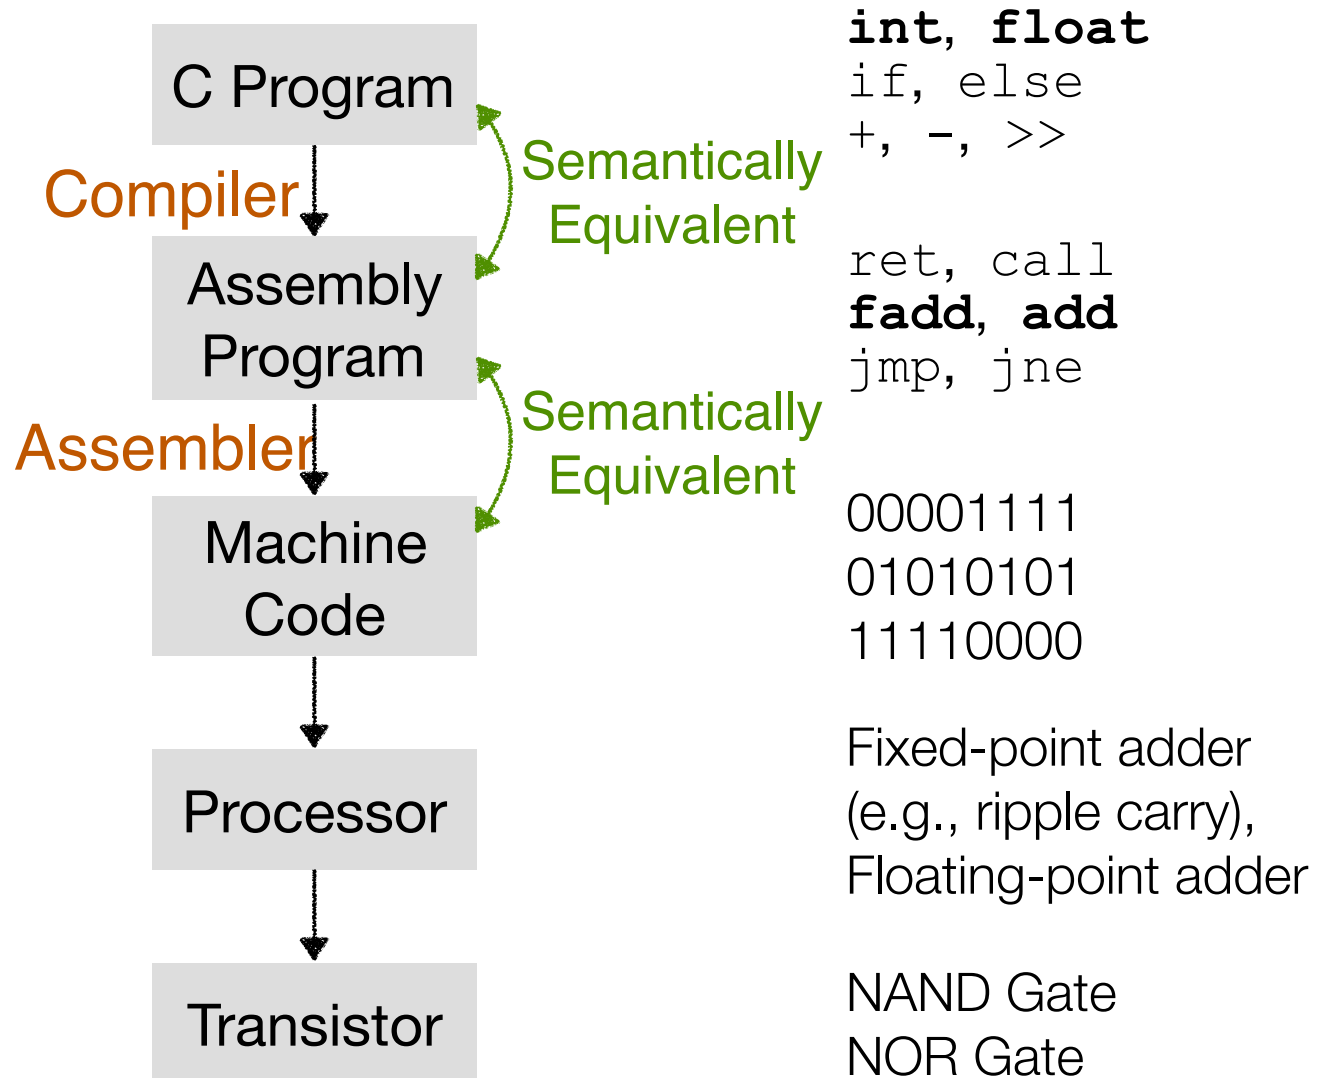 C Program
int, float
if, else
+, -, >>
Compiler
Semantically
Equivalent
Assembly
Program
ret, call
fadd, add
jmp, jne
Assembler
Semantically
Equivalent
Machine
Code
00001111
01010101
11110000
Processor
Fixed-point adder
(e.g., ripple carry),
Floating-point adder
Transistor
NAND Gate
NOR Gate